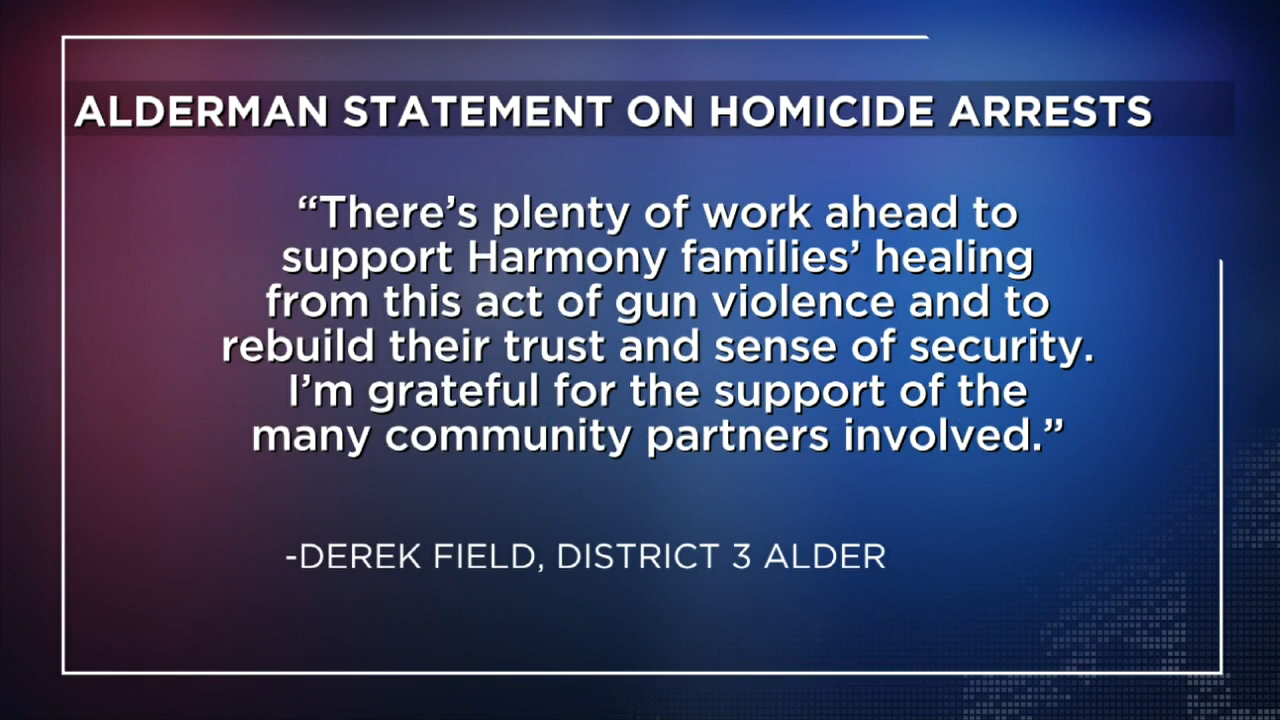 ALDERMAN STATEMENT ON HOMICIDE ARRESTS
“There’s plenty of work ahead to
support Harmony families’ healing
from this act of gun violence and to
rebuild their trust and sense of security.
I’m grateful for the support of the
many community partners involved.”
-DEREK FIELD, DISTRICT 3 ALDER